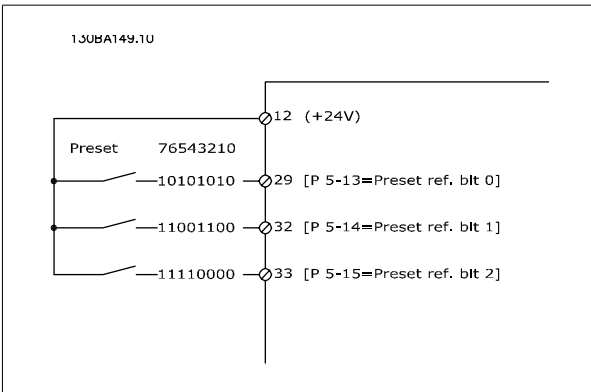 130BA149.10
12 (+24V)
Preset 76543210
10101010 29 [P 5-13=Preset ref. bit 0]
11001100 32 [P 5-14=Preset ref. bit 1]
11110000 33 [P 5-15=Preset ref. bit 2]